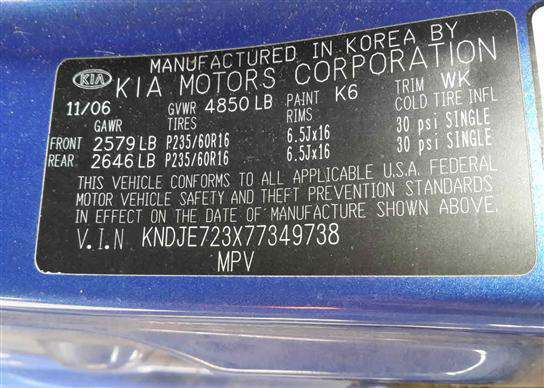 MANUFACTURED IN KOREA BY
KIA KIA MOTORS CORPORATION
11/06 GVWR 4850 LB PAINT K6 TRIM WK
GAWR TIRES RIMS COLD TIRE INFL
FRONT 2579 LB P235/60R16 6.5Jx16 30 psi SINGLE
REAR 2646 LB P235/60R16 6.5Jx16 30 psi SINGLE
THIS VEHICLE CONFORMS TO ALL APPLICABLE U.S.A. FEDERAL
MOTOR VEHICLE SAFETY AND THEFT PREVENTION STANDARDS
IN EFFECT ON THE DATE OF MANUFACTURE SHOWN ABOVE.
V.I.N KNDJE723X77349738
MPV